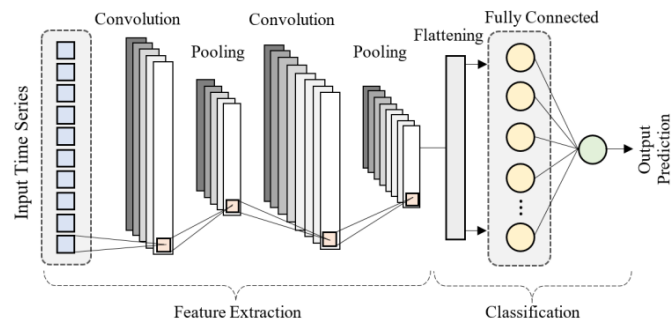 Convolution
Convolution
Fully Connected
Pooling
Pooling
Flattening
Input Time Series
Output
Prediction
Feature Extraction
Classification